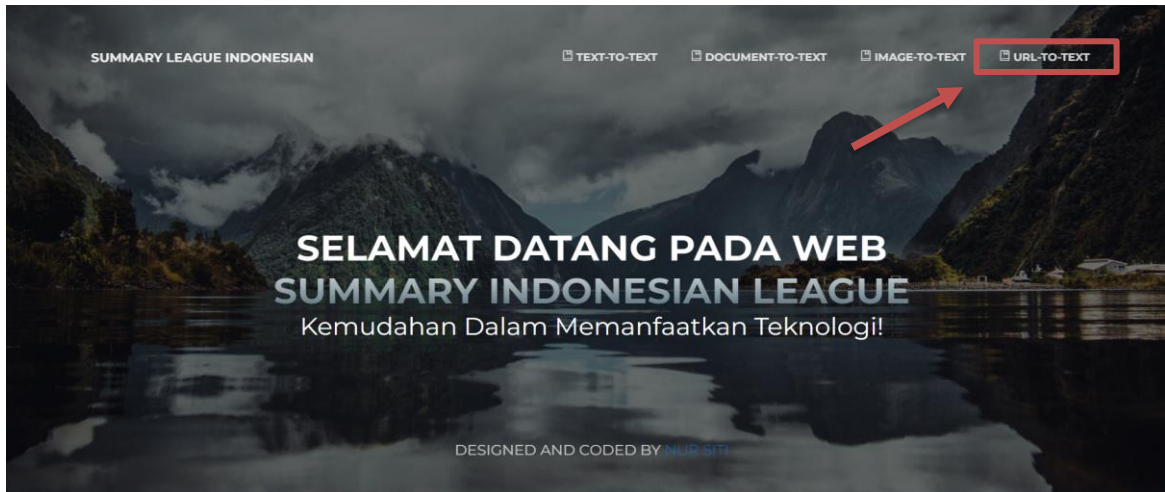 SUMMARY LEAGUE INDONESIAN
TEXT-TO-TEXT
DOCUMENT-TO-TEXT
IMAGE-TO-TEXT
URL-TO-TEXT
SELAMAT DATANG PADA WEB
SUMMARY INDONESIAN LEAGUE
Kemudahan Dalam Memanfaatkan Teknologi!
DESIGNED AND CODED BY NUR SITI